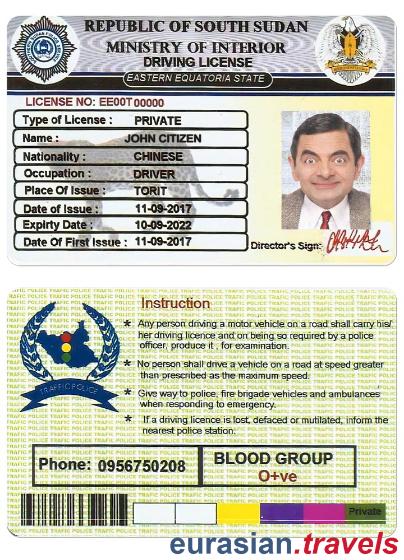 REPUBLIC OF SOUTH SUDAN
MINISTRY OF INTERIOR
DRIVING LICENSE
EASTERN EQUATORIA STATE
LICENSE NO: EE00T00000
Type of License : PRIVATE
Name : JOHN CITIZEN
Nationality : CHINESE
Occupation : DRIVER
Place Of Issue : TORIT
Date of Issue : 11-09-2017
Expirty Date : 10-09-2022
Date Of First Issue : 11-09-2017
Director's Sign:
Instruction
* Any person driving a motor vehicle on a road shall carry his/
her driving licence and on being so required by a police
officer, produce it , for examination.
* No person shall drive a vehicle on a road at speed greater
than prescribed as the maximum speed.
* Give way to police, fire brigade vehicles and ambulances
when responding to emergency.
* If a driving licence is lost, defaced or mutilated, inform the
nearest police station.
TRAFFIC POLICE
Phone: 0956750208
BLOOD GROUP
O+ve
Private
eurasian.travels